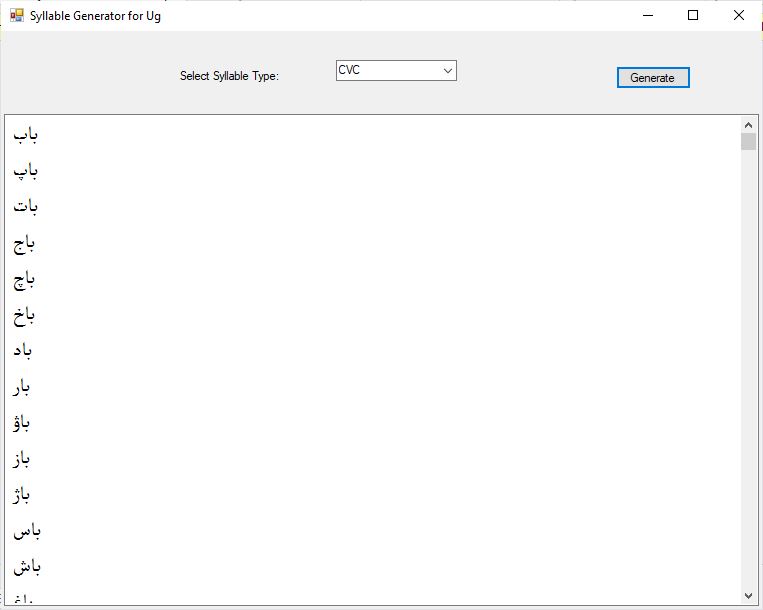 Syllable Generator for Ug
Select Syllable Type:
CVC
Generate
باب
باپ
بات
باج
باچ
باخ
باد
بار
باۋ
باز
باژ
باس
باش
باغ